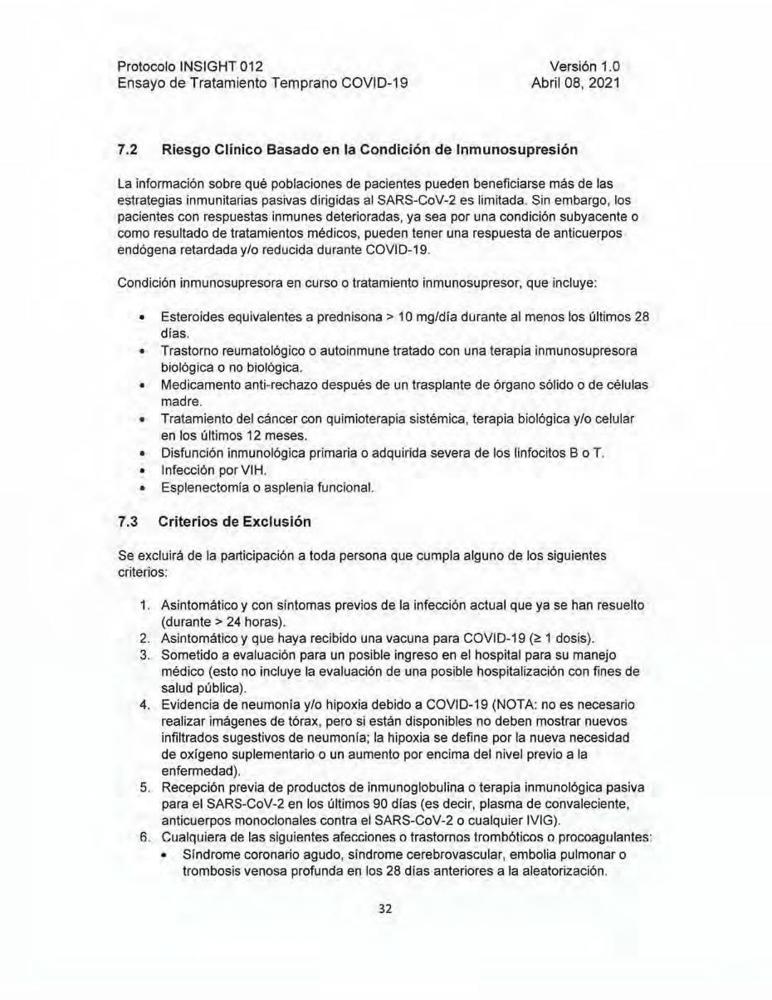 Protocolo INSIGHT 012 Versión 1.0
Ensayo de Tratamiento Temprano COVID-19 Abril 08, 2021
7.2 Riesgo Clínico Basado en la Condición de Inmunosupresión
La información sobre qué poblaciones de pacientes pueden beneficiarse más de las
estrategias inmunitarias pasivas dirigidas al SARS-CoV-2 es limitada. Sin embargo, los
pacientes con respuestas inmunes deterioradas, ya sea por una condición subyacente o
como resultado de tratamientos médicos, pueden tener una respuesta de anticuerpos
endógena retardada y/o reducida durante COVID-19.
Condición inmunosupresora en curso o tratamiento inmunosupresor, que incluye:
• Esteroides equivalentes a prednisona > 10 mg/día durante al menos los últimos 28
días.
• Trastorno reumatológico o autoinmune tratado con una terapia inmunosupresora
biológica o no biológica.
• Medicamento anti-rechazo después de un trasplante de órgano sólido o de células
madre.
• Tratamiento del cáncer con quimioterapia sistémica, terapia biológica y/o celular
en los últimos 12 meses.
• Disfunción inmunológica primaria o adquirida severa de los linfocitos B o T.
• Infección por VIH.
• Esplenectomía o asplenia funcional.
7.3 Criterios de Exclusión
Se excluirá de la participación a toda persona que cumpla alguno de los siguientes
criterios:
1. Asintomático y con síntomas previos de la infección actual que ya se han resuelto
(durante > 24 horas).
2. Asintomático y que haya recibido una vacuna para COVID-19 (≥ 1 dosis).
3. Sometido a evaluación para un posible ingreso en el hospital para su manejo
médico (esto no incluye la evaluación de una posible hospitalización con fines de
salud pública).
4. Evidencia de neumonía y/o hipoxia debido a COVID-19 (NOTA: no es necesario
realizar imágenes de tórax, pero si están disponibles no deben mostrar nuevos
infiltrados sugestivos de neumonía; la hipoxia se define por la nueva necesidad
de oxígeno suplementario o un aumento por encima del nivel previo a la
enfermedad).
5. Recepción previa de productos de inmunoglobulina o terapia inmunológica pasiva
para el SARS-CoV-2 en los últimos 90 días (es decir, plasma de convaleciente,
anticuerpos monoclonales contra el SARS-CoV-2 o cualquier IVIG).
6. Cualquiera de las siguientes afecciones o trastornos trombóticos o procoagulantes:
• Síndrome coronario agudo, síndrome cerebrovascular, embolia pulmonar o
trombosis venosa profunda en los 28 días anteriores a la aleatorización.
32